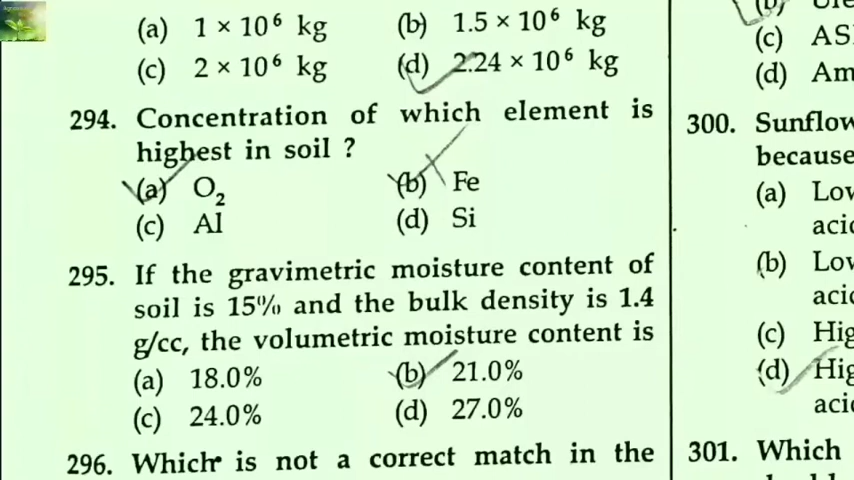 (a) 1 × 10⁶ kg (b) 1.5 × 10⁶ kg
(c) 2 × 10⁶ kg (d) 2.24 × 10⁶ kg
294. Concentration of which element is
highest in soil ?
(a) O₂ (b) Fe
(c) Al (d) Si
295. If the gravimetric moisture content of
soil is 15% and the bulk density is 1.4
g/cc, the volumetric moisture content is
(a) 18.0% (b) 21.0%
(c) 24.0% (d) 27.0%
296. Which is not a correct match in the
(c) AS
(d) Am
300. Sunflow
because
(a) Lov
acid
(b) Lov
acid
(c) Hig
(d) Hig
acid
301. Which